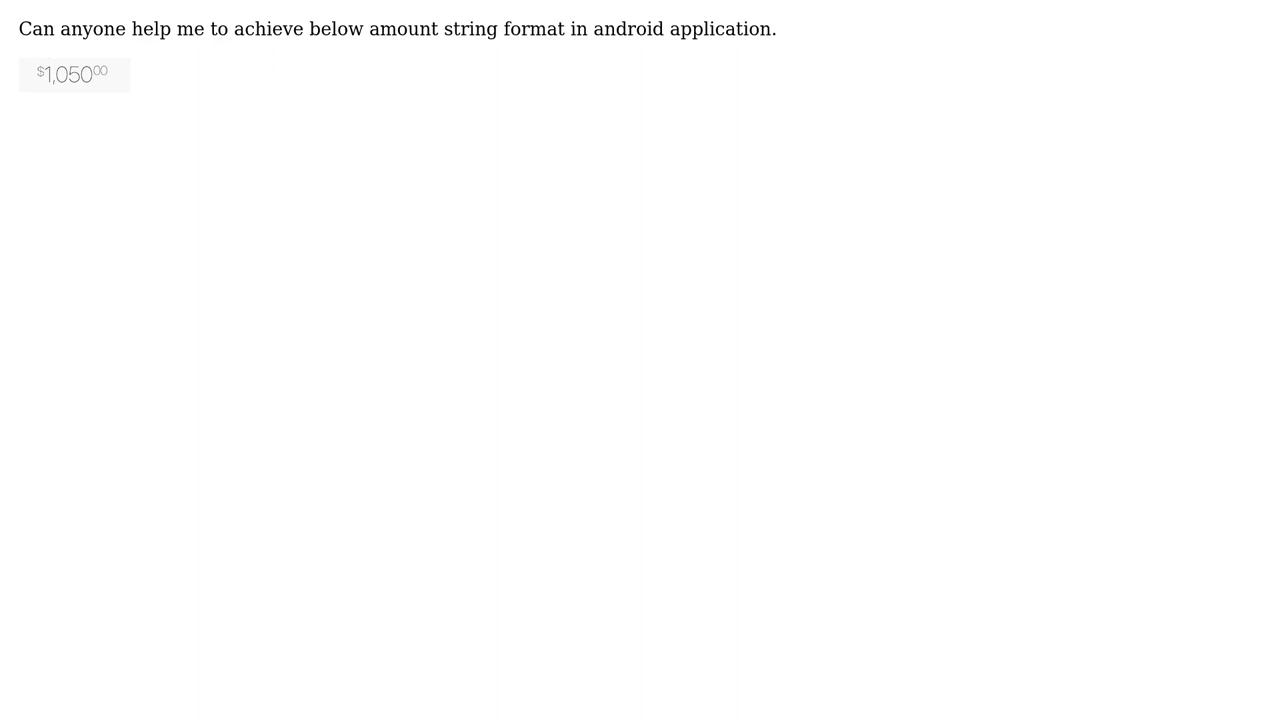 Can anyone help me to achieve below amount string format in android application.
$1,05000